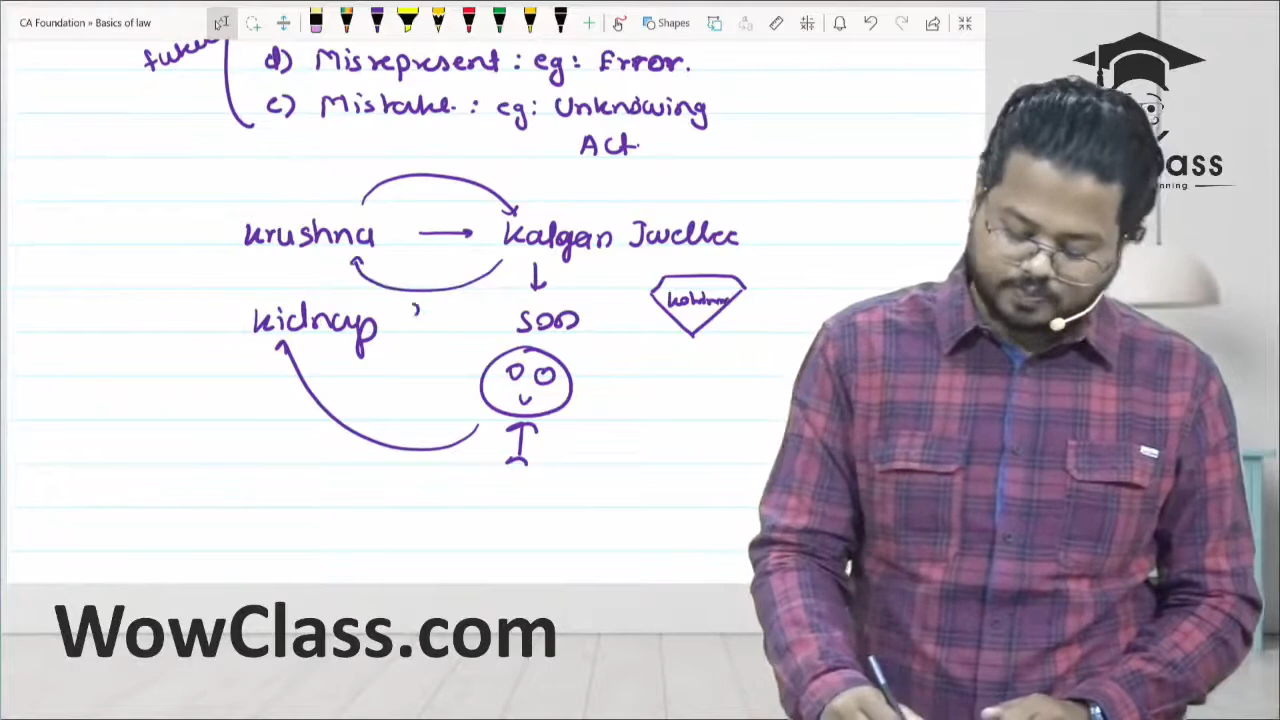 CA Foundation » Basics of law
Shapes
d) Misrepresent : eg: Error.
e) Mistake. : eg: Unknowing
Act.
Krushna → Kalyan Jweller
Kidnap
son
WowClass.com